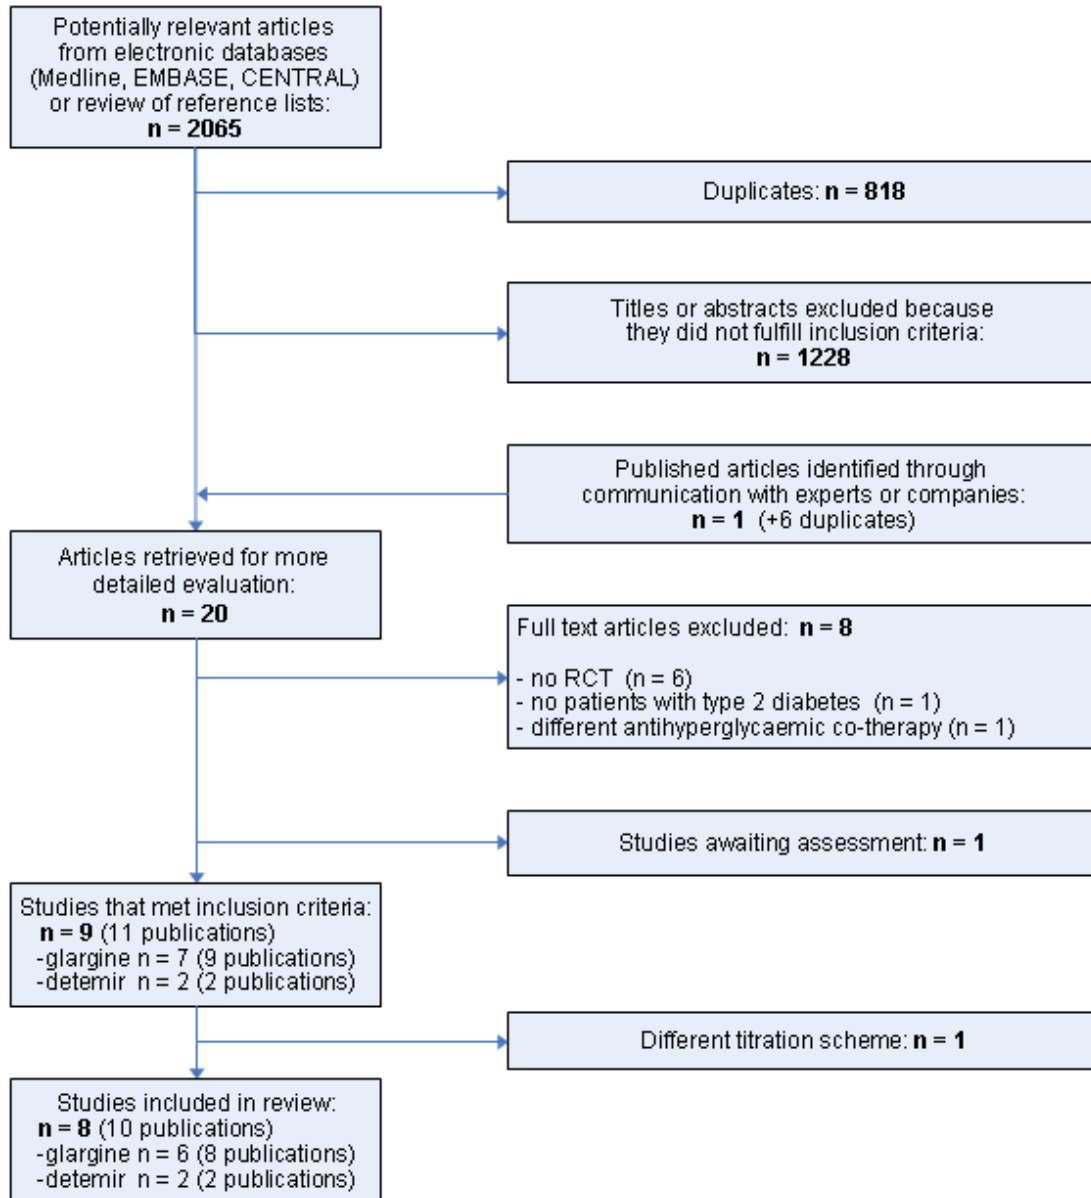 Potentially relevant articles
from electronic databases
(Medline, EMBASE, CENTRAL)
or review of reference lists:
n = 2065
Duplicates: n = 818
Titles or abstracts excluded because
they did not fulfill inclusion criteria:
n = 1228
Published articles identified through
communication with experts or companies:
n = 1 (+6 duplicates)
Articles retrieved for more
detailed evaluation:
n = 20
Full text articles excluded: n = 8
- no RCT (n = 6)
- no patients with type 2 diabetes (n = 1)
- different antihyperglycaemic co-therapy (n = 1)
Studies awaiting assessment: n = 1
Studies that met inclusion criteria:
n = 9 (11 publications)
-glargine n = 7 (9 publications)
-detemir n = 2 (2 publications)
Different titration scheme: n = 1
Studies included in review:
n = 8 (10 publications)
-glargine n = 6 (8 publications)
-detemir n = 2 (2 publications)